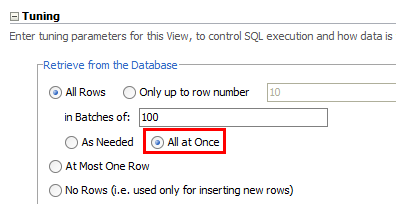 Tuning
Enter tuning parameters for this View, to control SQL execution and how data is
Retrieve from the Database
All Rows Only up to row number 10
in Batches of: 100
As Needed All at Once
At Most One Row
No Rows (i.e. used only for inserting new rows)